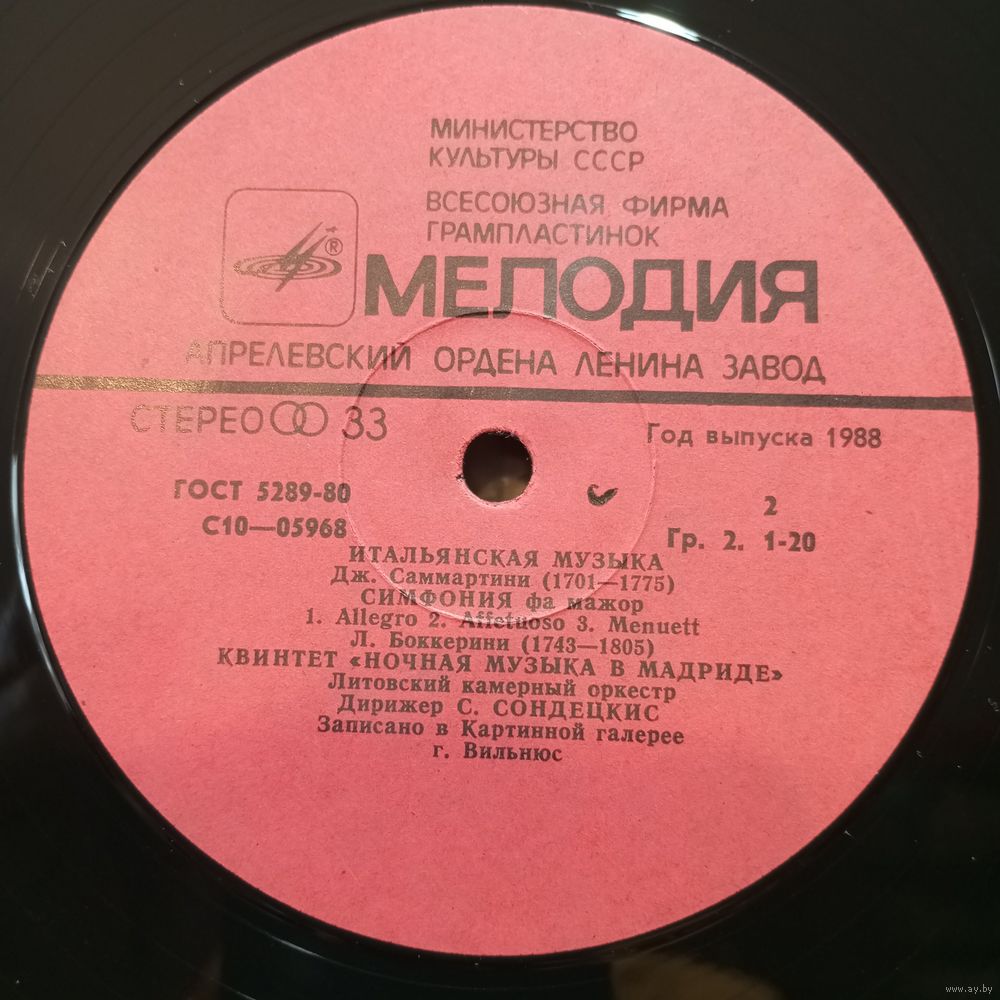 МИНИСТЕРСТВО
КУЛЬТУРЫ СССР
ВСЕСОЮЗНАЯ ФИРМА
ГРАМПЛАСТИНОК
®
МЕЛОДИЯ
АПРЕЛЕВСКИЙ ОРДЕНА ЛЕНИНА ЗАВОД
СТЕРЕО 33
Год выпуска 1988
ГОСТ 5289-80
С10—05968
2
Гр. 2. 1-20
ИТАЛЬЯНСКАЯ МУЗЫКА
Дж. Саммартини (1701—1775)
СИМФОНИЯ фа мажор
1. Allegro 2. Affetuoso 3. Menuett
Л. Боккерини (1743—1805)
КВИНТЕТ «НОЧНАЯ МУЗЫКА В МАДРИДЕ»
Литовский камерный оркестр
Дирижер С. СОНДЕЦКИС
Записано в Картинной галерее
г. Вильнюс
www.ay.by